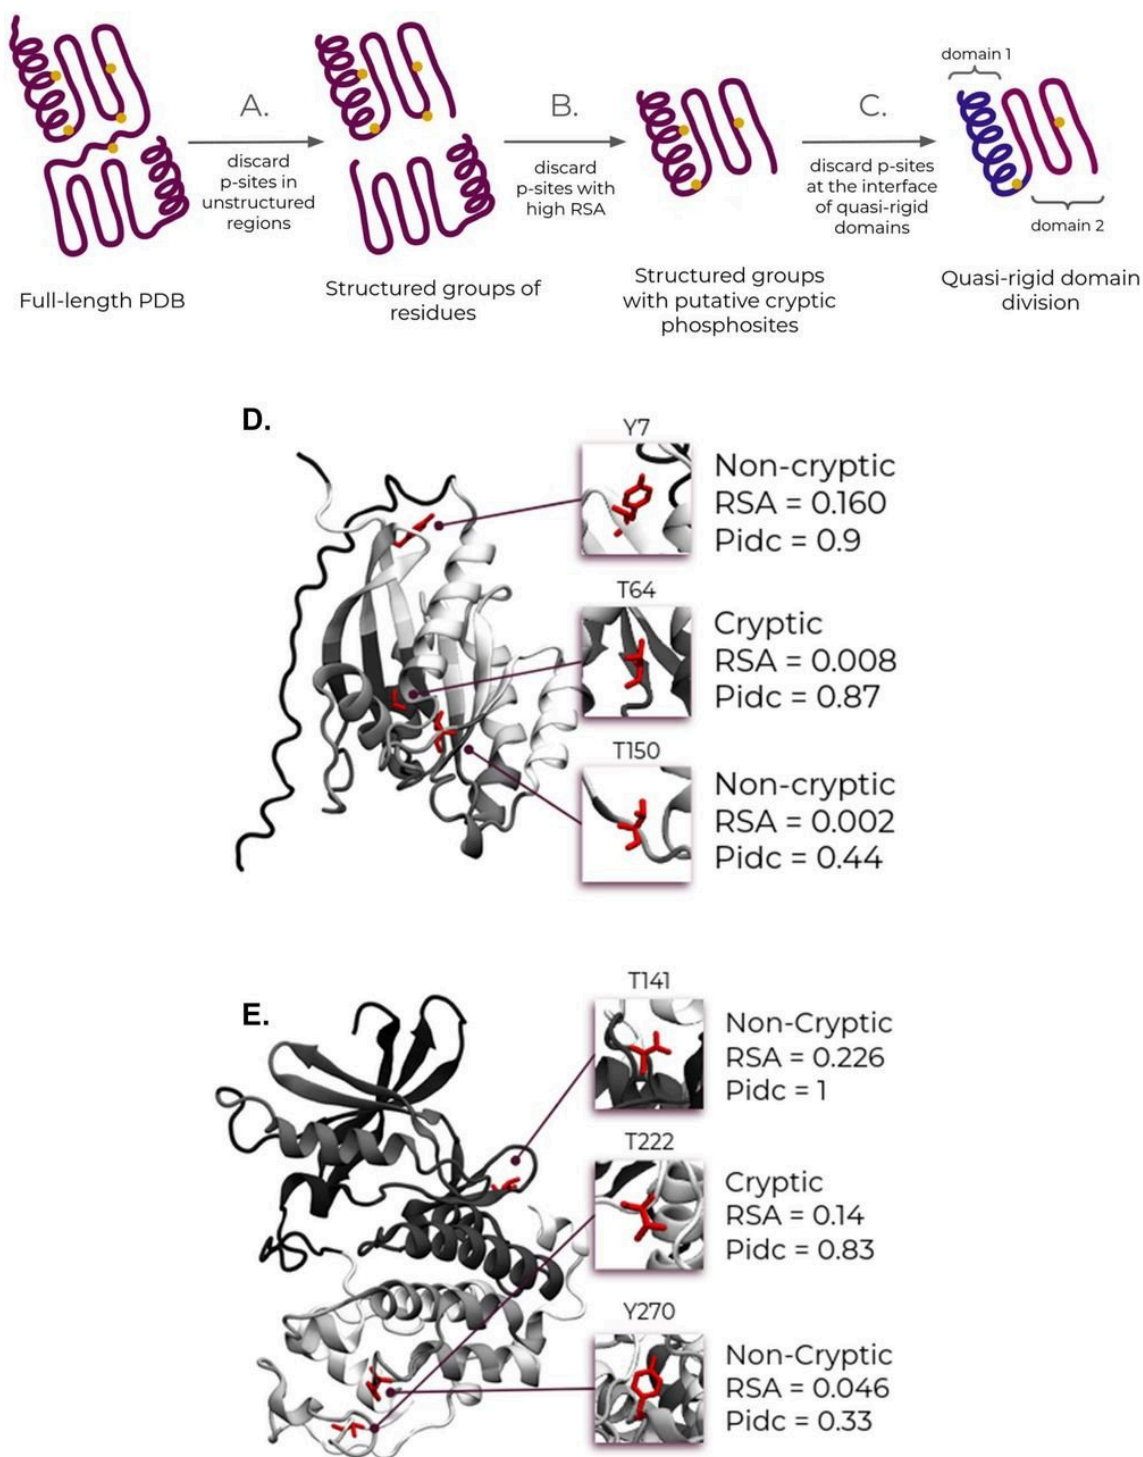 A.
discard
p-sites in
unstructured
regions
B.
discard
p-sites with
high RSA
C.
discard p-sites
at the interface
of quasi-rigid
domains
domain 1
domain 2
Full-length PDB
Structured groups of
residues
Structured groups
with putative cryptic
phosphosites
Quasi-rigid domain
division
D.
Y7
Non-cryptic
RSA = 0.160
Pidc = 0.9
T64
Cryptic
RSA = 0.008
Pidc = 0.87
T150
Non-cryptic
RSA = 0.002
Pidc = 0.44
E.
T141
Non-Cryptic
RSA = 0.226
Pidc = 1
T222
Cryptic
RSA = 0.14
Pidc = 0.83
Y270
Non-Cryptic
RSA = 0.046
Pidc = 0.33